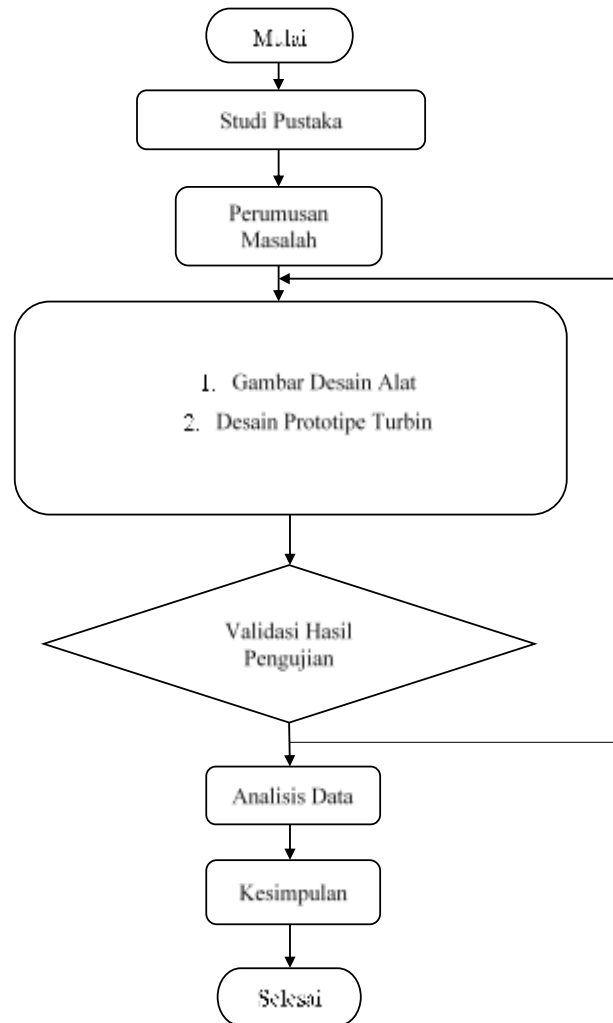 Mulai
Studi Pustaka
Perumusan
Masalah
1. Gambar Desain Alat
2. Desain Prototipe Turbin
Validasi Hasil
Pengujian
Analisis Data
Kesimpulan
Selesai